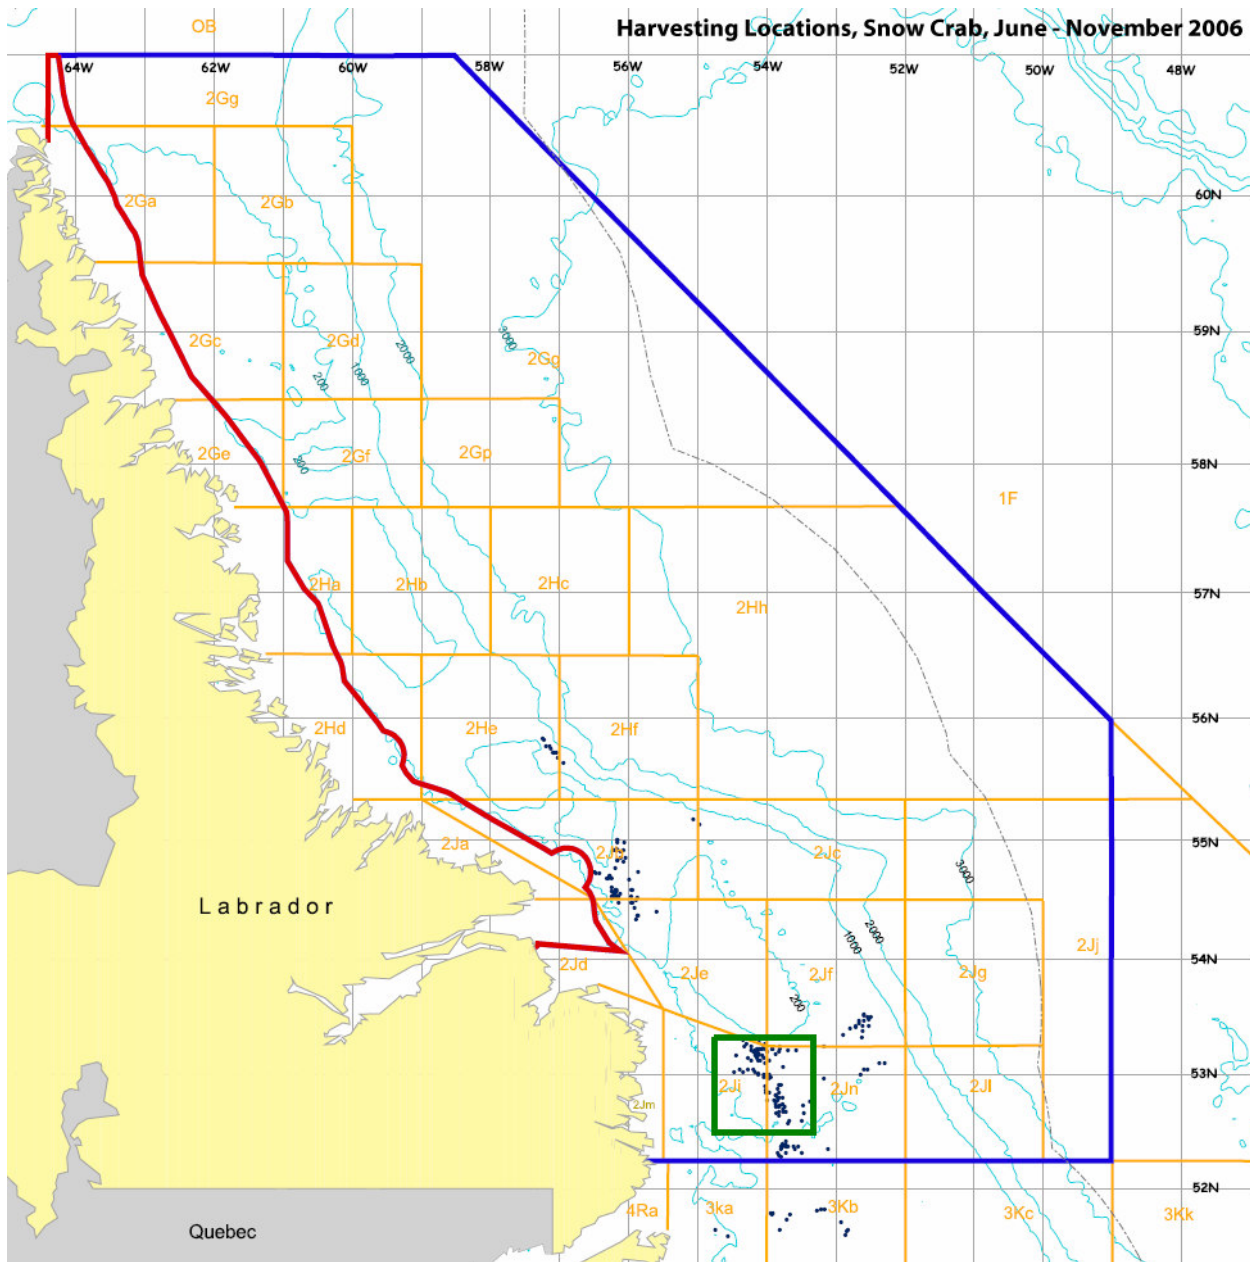 OB
Harvesting Locations, Snow Crab, June - November 2006
64W 62W 60W 58W 56W 54W 52W 50W 48W
2Gg
2Ga 2Gb 60N
2Gc 2Gd 3000 59N
2000 2Gg
1000
200
2Ge 2Gf 2Gp 58N
200
1F
2Ha 2Hb 2Hc 57N
2Hh
2Hd 2He 2Hf 56N
2Ja 2Jb 2Jc 55N
3000
Labrador
2000
1000 2Jj
2Jd 2Je 2Jf 2Jg 54N
200
2Ji 2Jn 2Jl 53N
2Jm
52N
4Ra 3ka 3Kb 3Kc 3Kk
Quebec